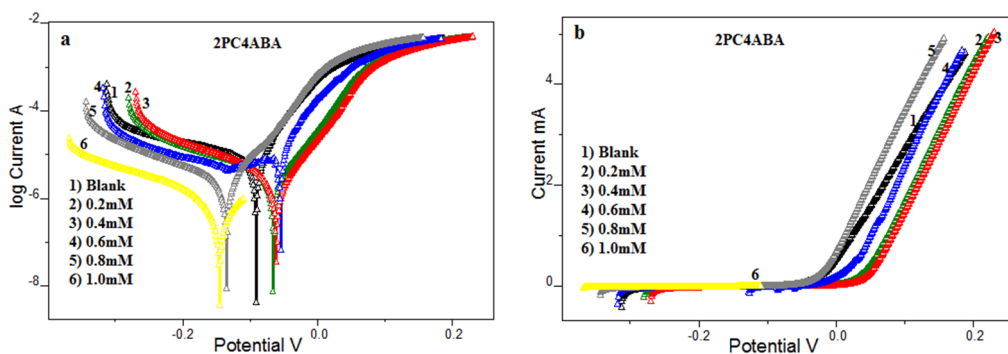 a
2PC4ABA
-2
-4
-6
-8
log Current A
4
1
2
3
5
6
1) Blank
2) 0.2mM
3) 0.4mM
4) 0.6mM
5) 0.8mM
6) 1.0mM
-0.2
0.0
0.2
Potential V
b
2PC4ABA
5
2
3
4
1
6
4
2
0
Current mA
1) Blank
2) 0.2mM
3) 0.4mM
4) 0.6mM
5) 0.8mM
6) 1.0mM
-0.2
0.0
0.2
Potential V